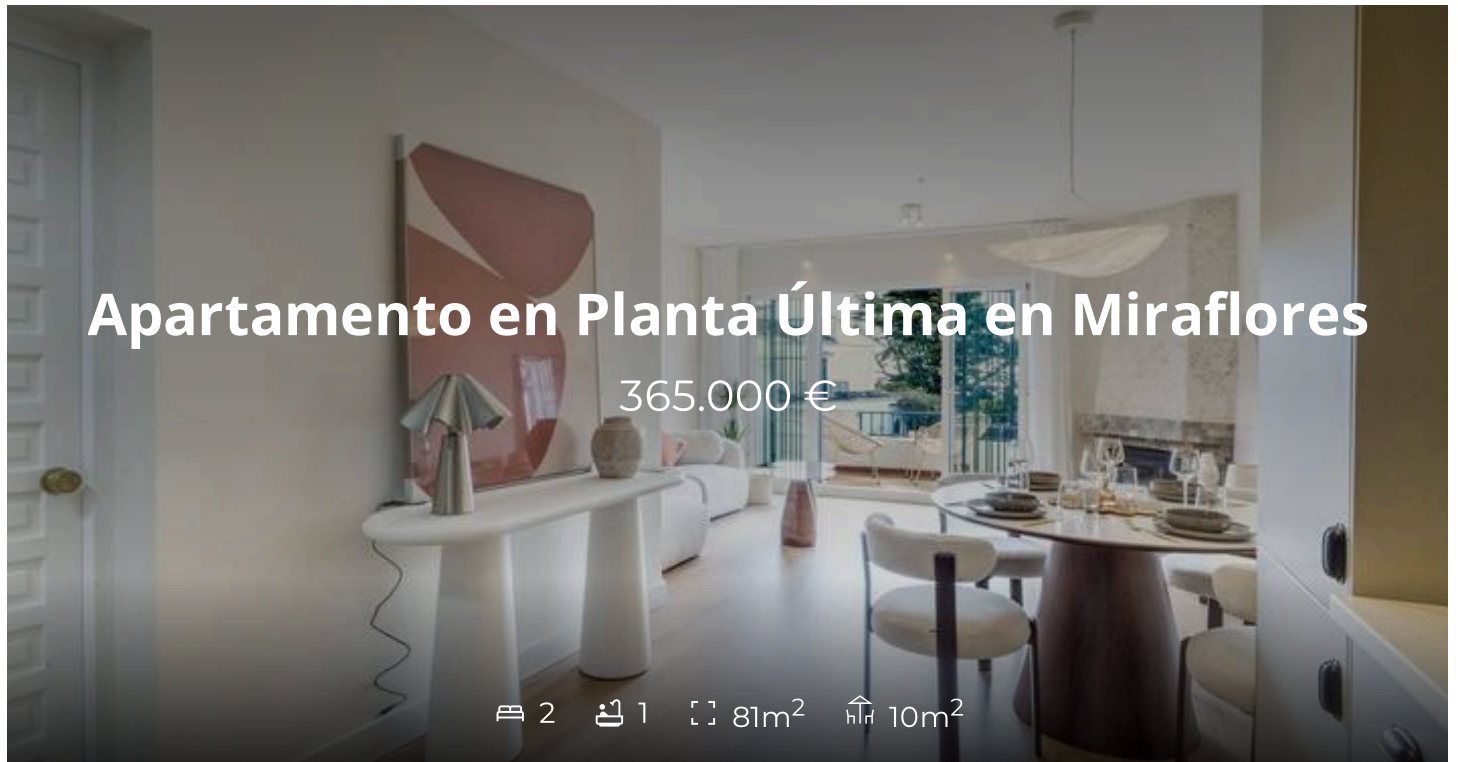 Apartamento en Planta Última en Miraflores
365.000 €
2 1 81m² 10m²